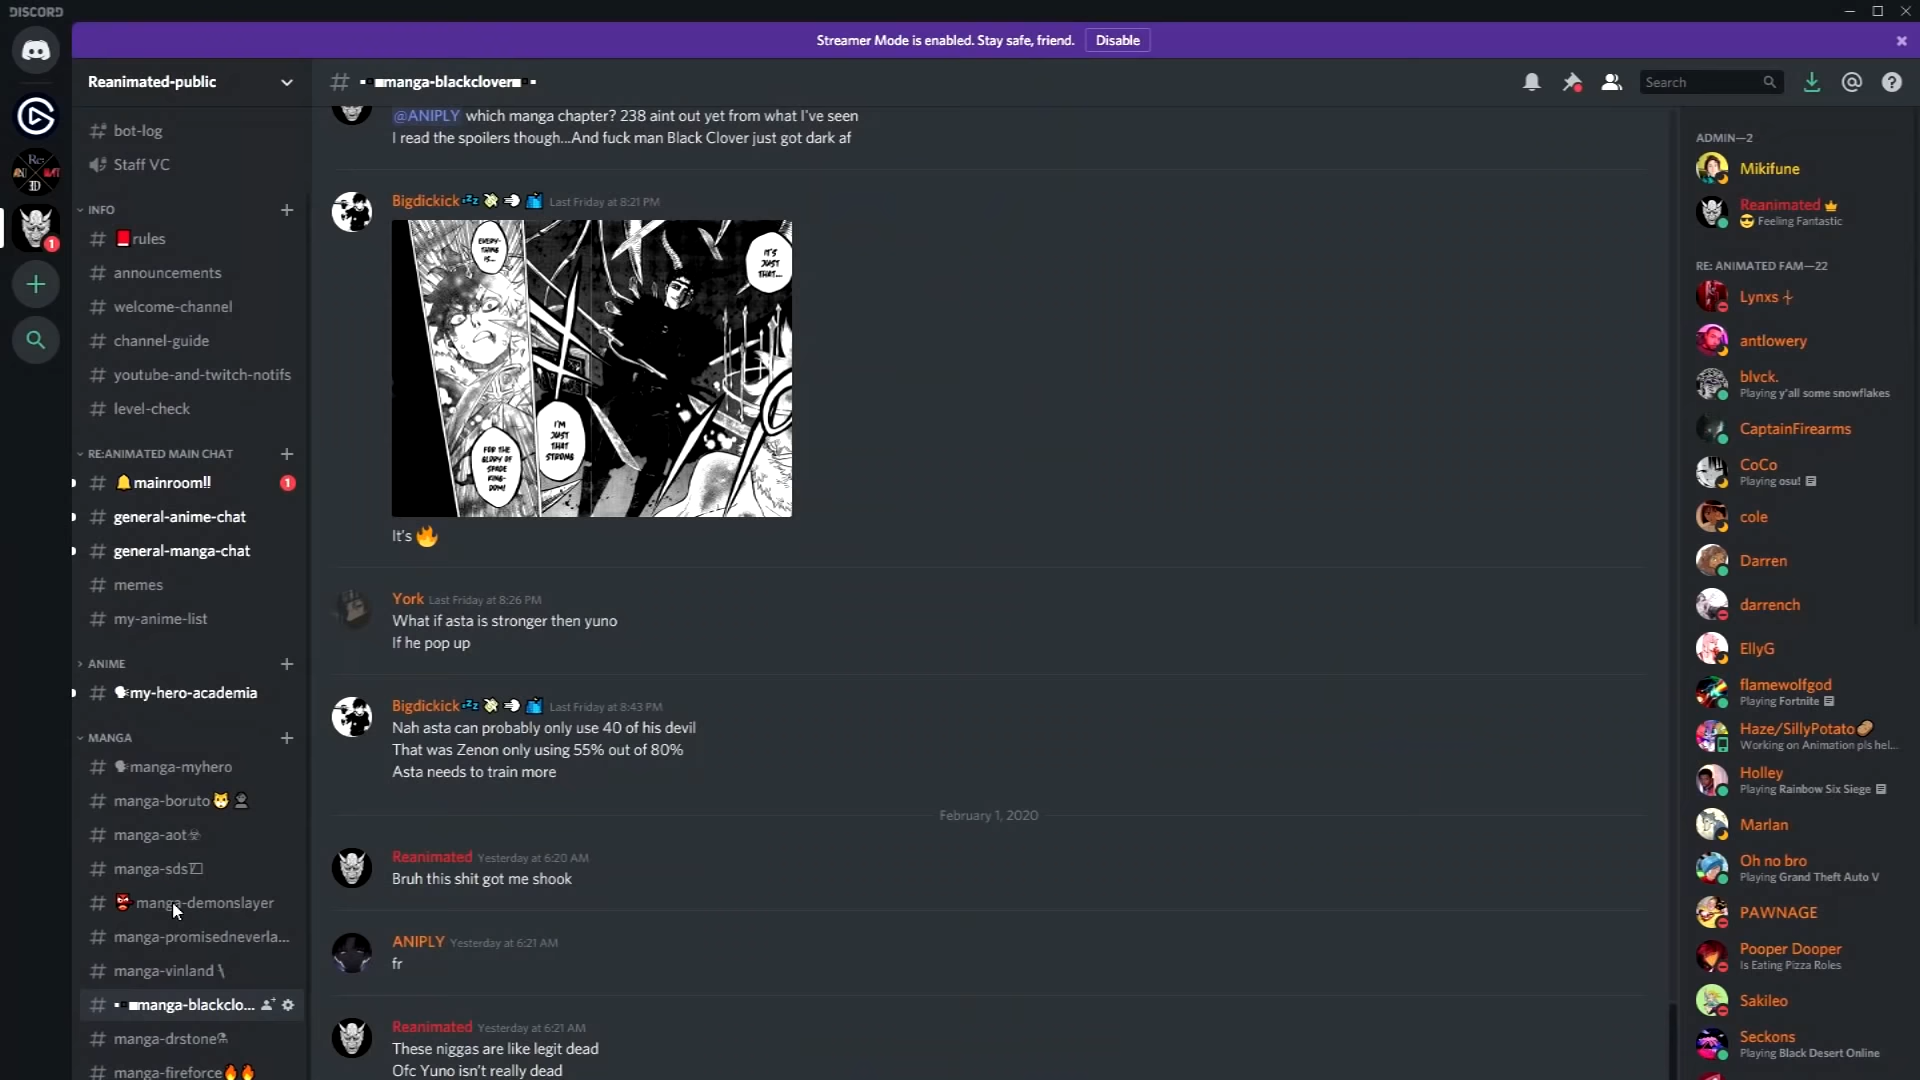 DISCORD
Streamer Mode is enabled. Stay safe, friend.
Disable
Reanimated-public
manga-blackclover
Search
bot-log
Staff VC
INFO
rules
announcements
welcome-channel
channel-guide
youtube-and-twitch-notifs
level-check
RE:ANIMATED MAIN CHAT
mainroom!!
1
general-anime-chat
general-manga-chat
memes
my-anime-list
ANIME
my-hero-academia
MANGA
manga-myhero
manga-boruto
manga-aot
manga-sds
manga-demonslayer
manga-promisedneverla...
manga-vinland
manga-blackclo...
manga-drstone
manga-fireforce
1
@ANIPLY which manga chapter? 238 aint out yet from what I've seen
I read the spoilers though...And fuck man Black Clover just got dark af
Bigdickick Last Friday at 8:21 PM
EVERY-
THING
IS...
IT'S
JUST
THAT...
I'M
JUST
THAT
STRONG
FOR THE
GLORY OF
SPADE
KING-
DOM!
It's
York Last Friday at 8:26 PM
What if asta is stronger then yuno
If he pop up
Bigdickick Last Friday at 8:43 PM
Nah asta can probably only use 40 of his devil
That was Zenon only using 55% out of 80%
Asta needs to train more
February 1, 2020
Reanimated Yesterday at 6:20 AM
Bruh this shit got me shook
ANIPLY Yesterday at 6:21 AM
fr
Reanimated Yesterday at 6:21 AM
These niggas are like legit dead
Ofc Yuno isn't really dead
ADMIN—2
Mikifune
Reanimated
Feeling Fantastic
RE: ANIMATED FAM—22
Lynxs
antlowery
blvck.
Playing y'all some snowflakes
CaptainFirearms
CoCo
Playing osu!
cole
Darren
darrench
EllyG
flamewolfgod
Playing Fortnite
Haze/SillyPotato
Working on Animation pls hel...
Holley
Playing Rainbow Six Siege
Marlan
Oh no bro
Playing Grand Theft Auto V
PAWNAGE
Pooper Dooper
Is Eating Pizza Roles
Sakileo
Seckons
Playing Black Desert Online